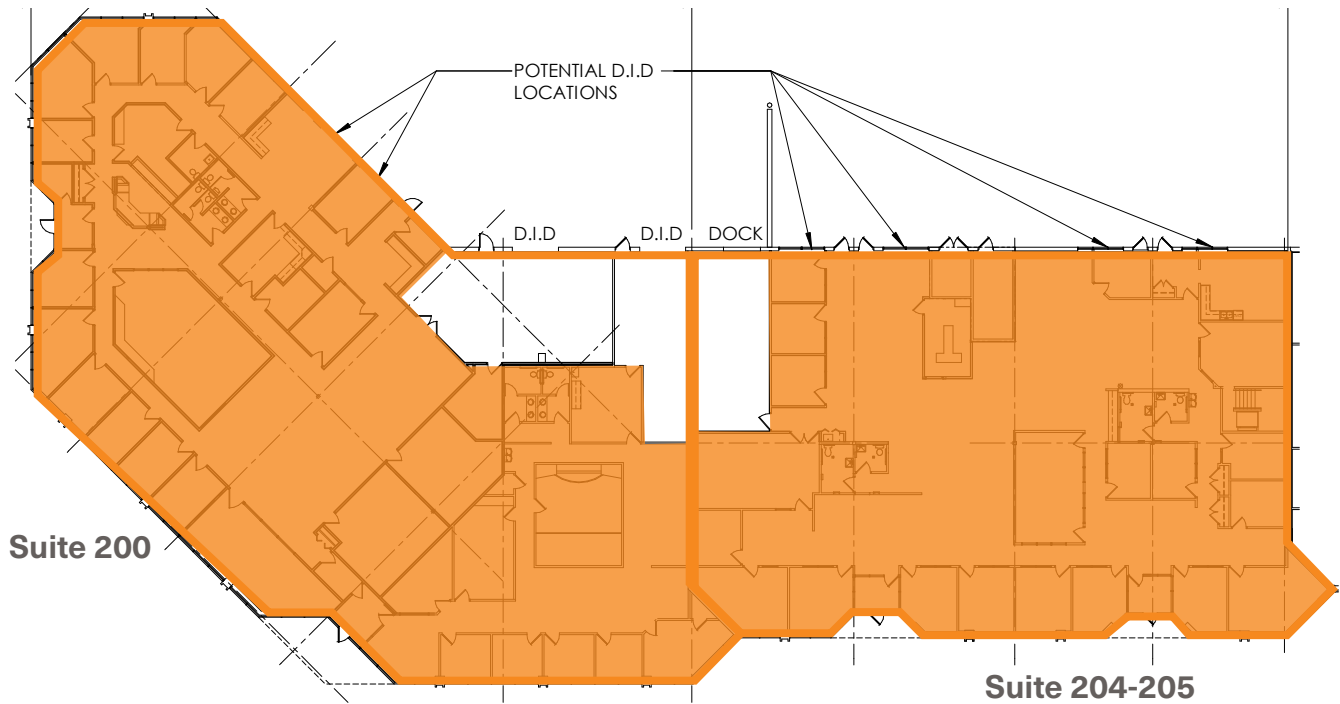 POTENTIAL D.I.D
LOCATIONS
D.I.D
D.I.D
DOCK
Suite 200
Suite 204-205